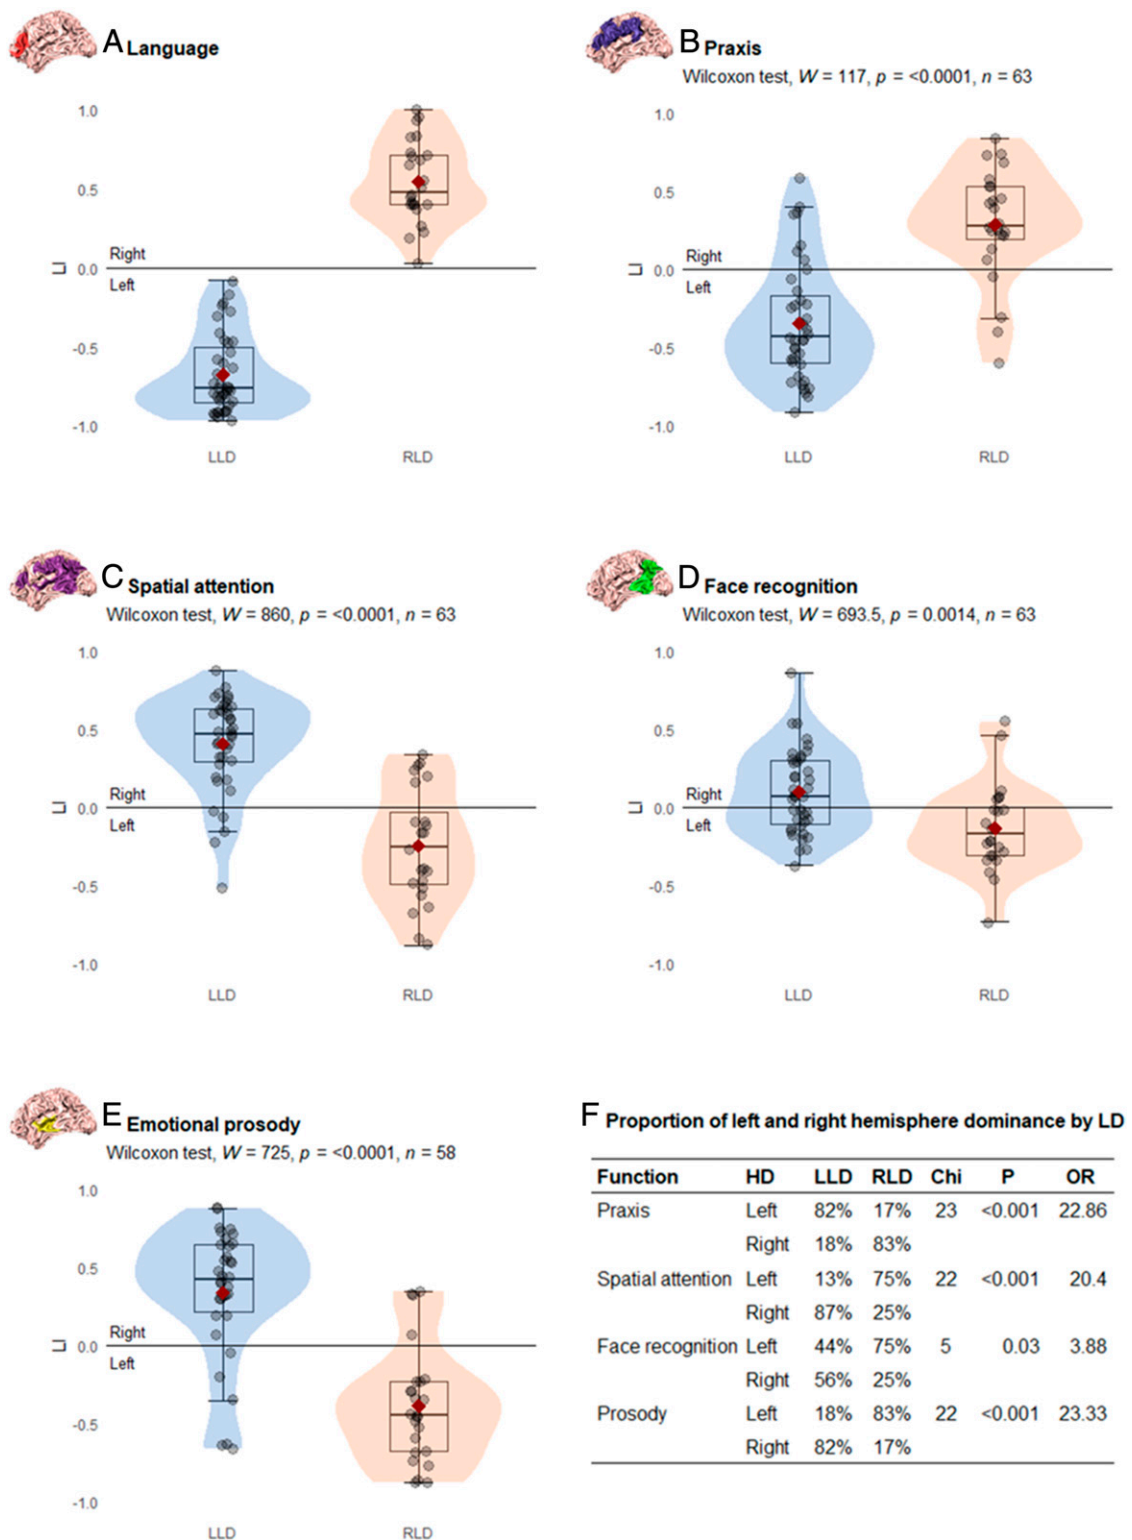 A Language
1.0
0.5
Right
LI 0.0
Left
-0.5
-1.0
LLD RLD
B Praxis
Wilcoxon test, W = 117, p = <0.0001, n = 63
1.0
0.5
Right
LI 0.0
Left
-0.5
-1.0
LLD RLD
C Spatial attention
Wilcoxon test, W = 860, p = <0.0001, n = 63
1.0
0.5
Right
LI 0.0
Left
-0.5
-1.0
LLD RLD
D Face recognition
Wilcoxon test, W = 693.5, p = 0.0014, n = 63
1.0
0.5
Right
LI 0.0
Left
-0.5
-1.0
LLD RLD
E Emotional prosody
Wilcoxon test, W = 725, p = <0.0001, n = 58
1.0
0.5
Right
LI 0.0
Left
-0.5
-1.0
LLD RLD
F Proportion of left and right hemisphere dominance by LD
Function HD LLD RLD Chi P OR
Praxis Left 82% 17% 23 <0.001 22.86
Right 18% 83%
Spatial attention Left 13% 75% 22 <0.001 20.4
Right 87% 25%
Face recognition Left 44% 75% 5 0.03 3.88
Right 56% 25%
Prosody Left 18% 83% 22 <0.001 23.33
Right 82% 17%